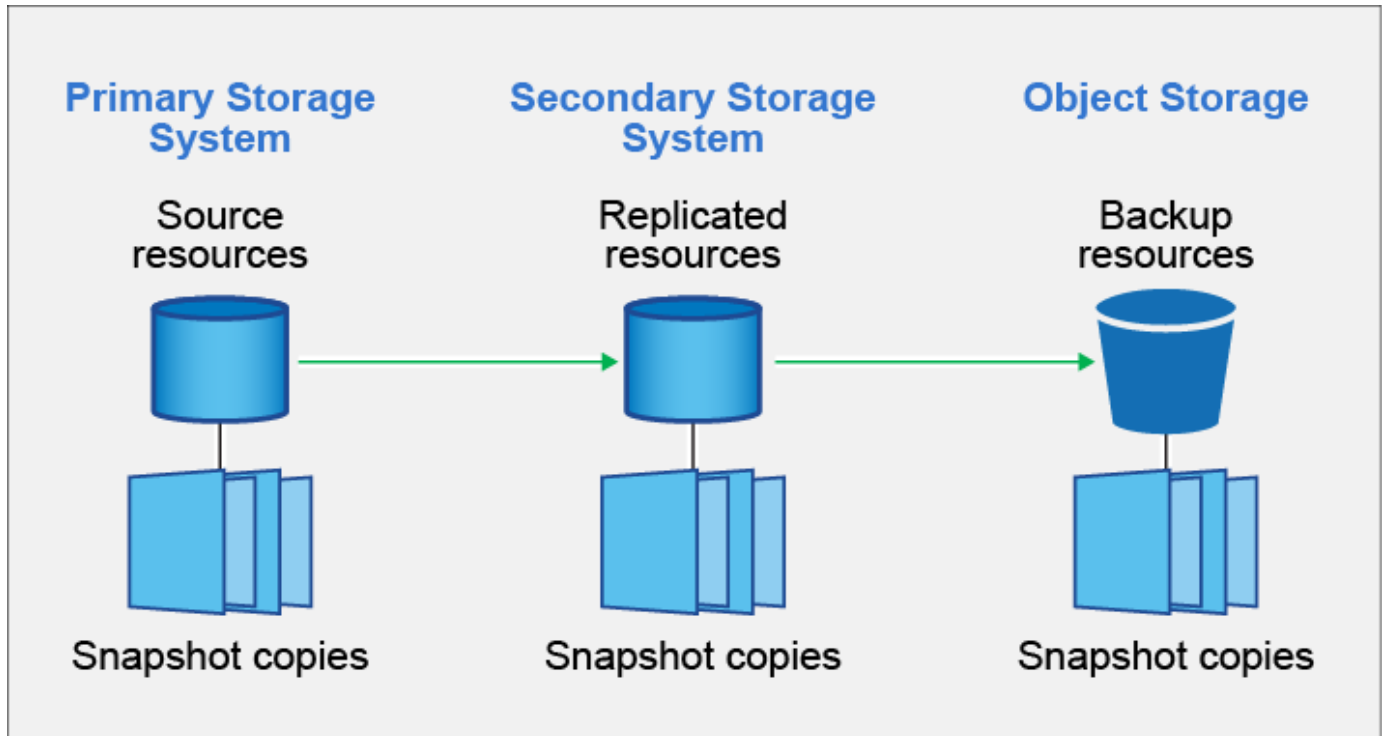 Primary Storage
System
Secondary Storage
System
Object Storage
Source
resources
Replicated
resources
Backup
resources
Snapshot copies
Snapshot copies
Snapshot copies